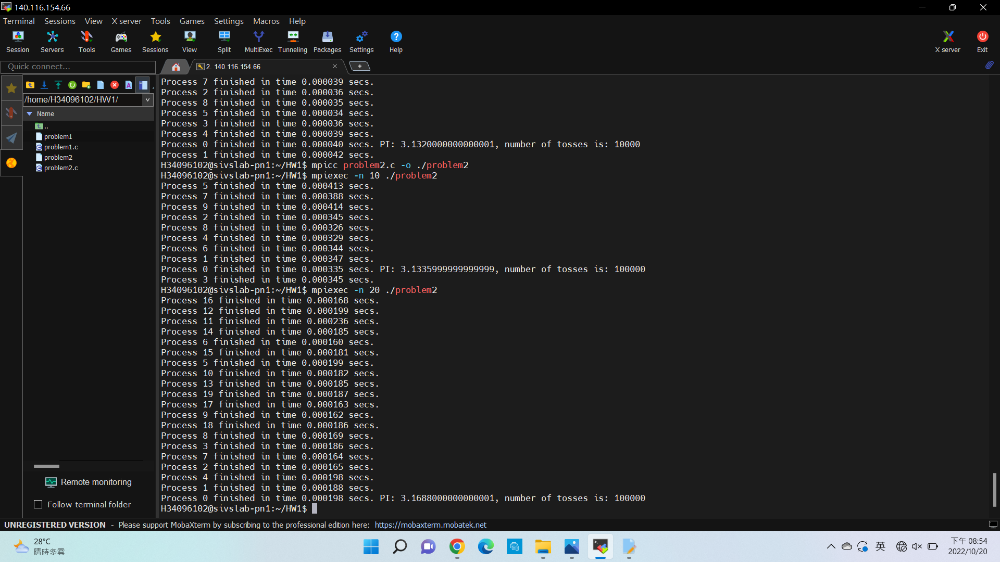 140.116.154.66
Terminal Sessions View X server Tools Games Settings Macros Help
Session Servers Tools Games Sessions View Split MultiExec Tunneling Packages Settings Help X server Exit
Quick connect...
2. 140.116.154.66
/home/H34096102/HW1/
Name
..
problem1
problem1.c
problem2
problem2.c
Remote monitoring
Follow terminal folder
Process 7 finished in time 0.000039 secs.
Process 2 finished in time 0.000036 secs.
Process 8 finished in time 0.000035 secs.
Process 5 finished in time 0.000034 secs.
Process 3 finished in time 0.000036 secs.
Process 4 finished in time 0.000039 secs.
Process 0 finished in time 0.000040 secs. PI: 3.1320000000000001, number of tosses is: 10000
Process 1 finished in time 0.000042 secs.
H34096102@sivslab-pn1:~/HW1$ mpicc problem2.c -o ./problem2
H34096102@sivslab-pn1:~/HW1$ mpiexec -n 10 ./problem2
Process 5 finished in time 0.000413 secs.
Process 7 finished in time 0.000388 secs.
Process 9 finished in time 0.000414 secs.
Process 2 finished in time 0.000345 secs.
Process 8 finished in time 0.000326 secs.
Process 4 finished in time 0.000329 secs.
Process 6 finished in time 0.000344 secs.
Process 1 finished in time 0.000347 secs.
Process 0 finished in time 0.000335 secs. PI: 3.1335999999999999, number of tosses is: 100000
Process 3 finished in time 0.000345 secs.
H34096102@sivslab-pn1:~/HW1$ mpiexec -n 20 ./problem2
Process 16 finished in time 0.000168 secs.
Process 12 finished in time 0.000199 secs.
Process 11 finished in time 0.000236 secs.
Process 14 finished in time 0.000185 secs.
Process 6 finished in time 0.000160 secs.
Process 15 finished in time 0.000181 secs.
Process 5 finished in time 0.000199 secs.
Process 10 finished in time 0.000182 secs.
Process 13 finished in time 0.000185 secs.
Process 19 finished in time 0.000187 secs.
Process 17 finished in time 0.000163 secs.
Process 9 finished in time 0.000162 secs.
Process 18 finished in time 0.000186 secs.
Process 8 finished in time 0.000169 secs.
Process 3 finished in time 0.000186 secs.
Process 7 finished in time 0.000164 secs.
Process 2 finished in time 0.000165 secs.
Process 4 finished in time 0.000198 secs.
Process 1 finished in time 0.000188 secs.
Process 0 finished in time 0.000198 secs. PI: 3.1688000000000001, number of tosses is: 100000
H34096102@sivslab-pn1:~/HW1$
UNREGISTERED VERSION - Please support MobaXterm by subscribing to the professional edition here: https://mobaxterm.mobatek.net
28°C
晴時多雲
英
下午 08:54
2022/10/20